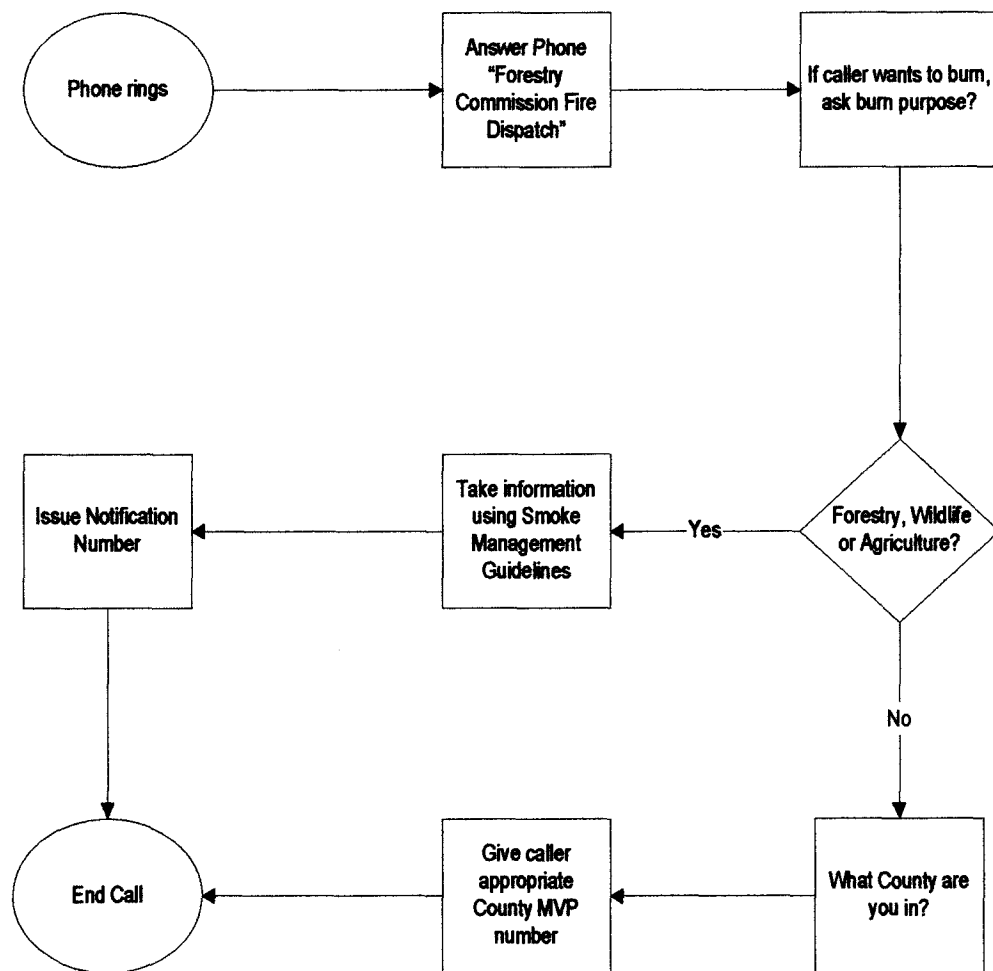 Phone rings
Answer Phone
"Forestry
Commission Fire
Dispatch"
If caller wants to burn,
ask burn purpose?
Forestry, Wildlife
or Agriculture?
Yes
Take information
using Smoke
Management
Guidelines
Issue Notification
Number
No
What County are
you in?
Give caller
appropriate
County MVP
number
End Call